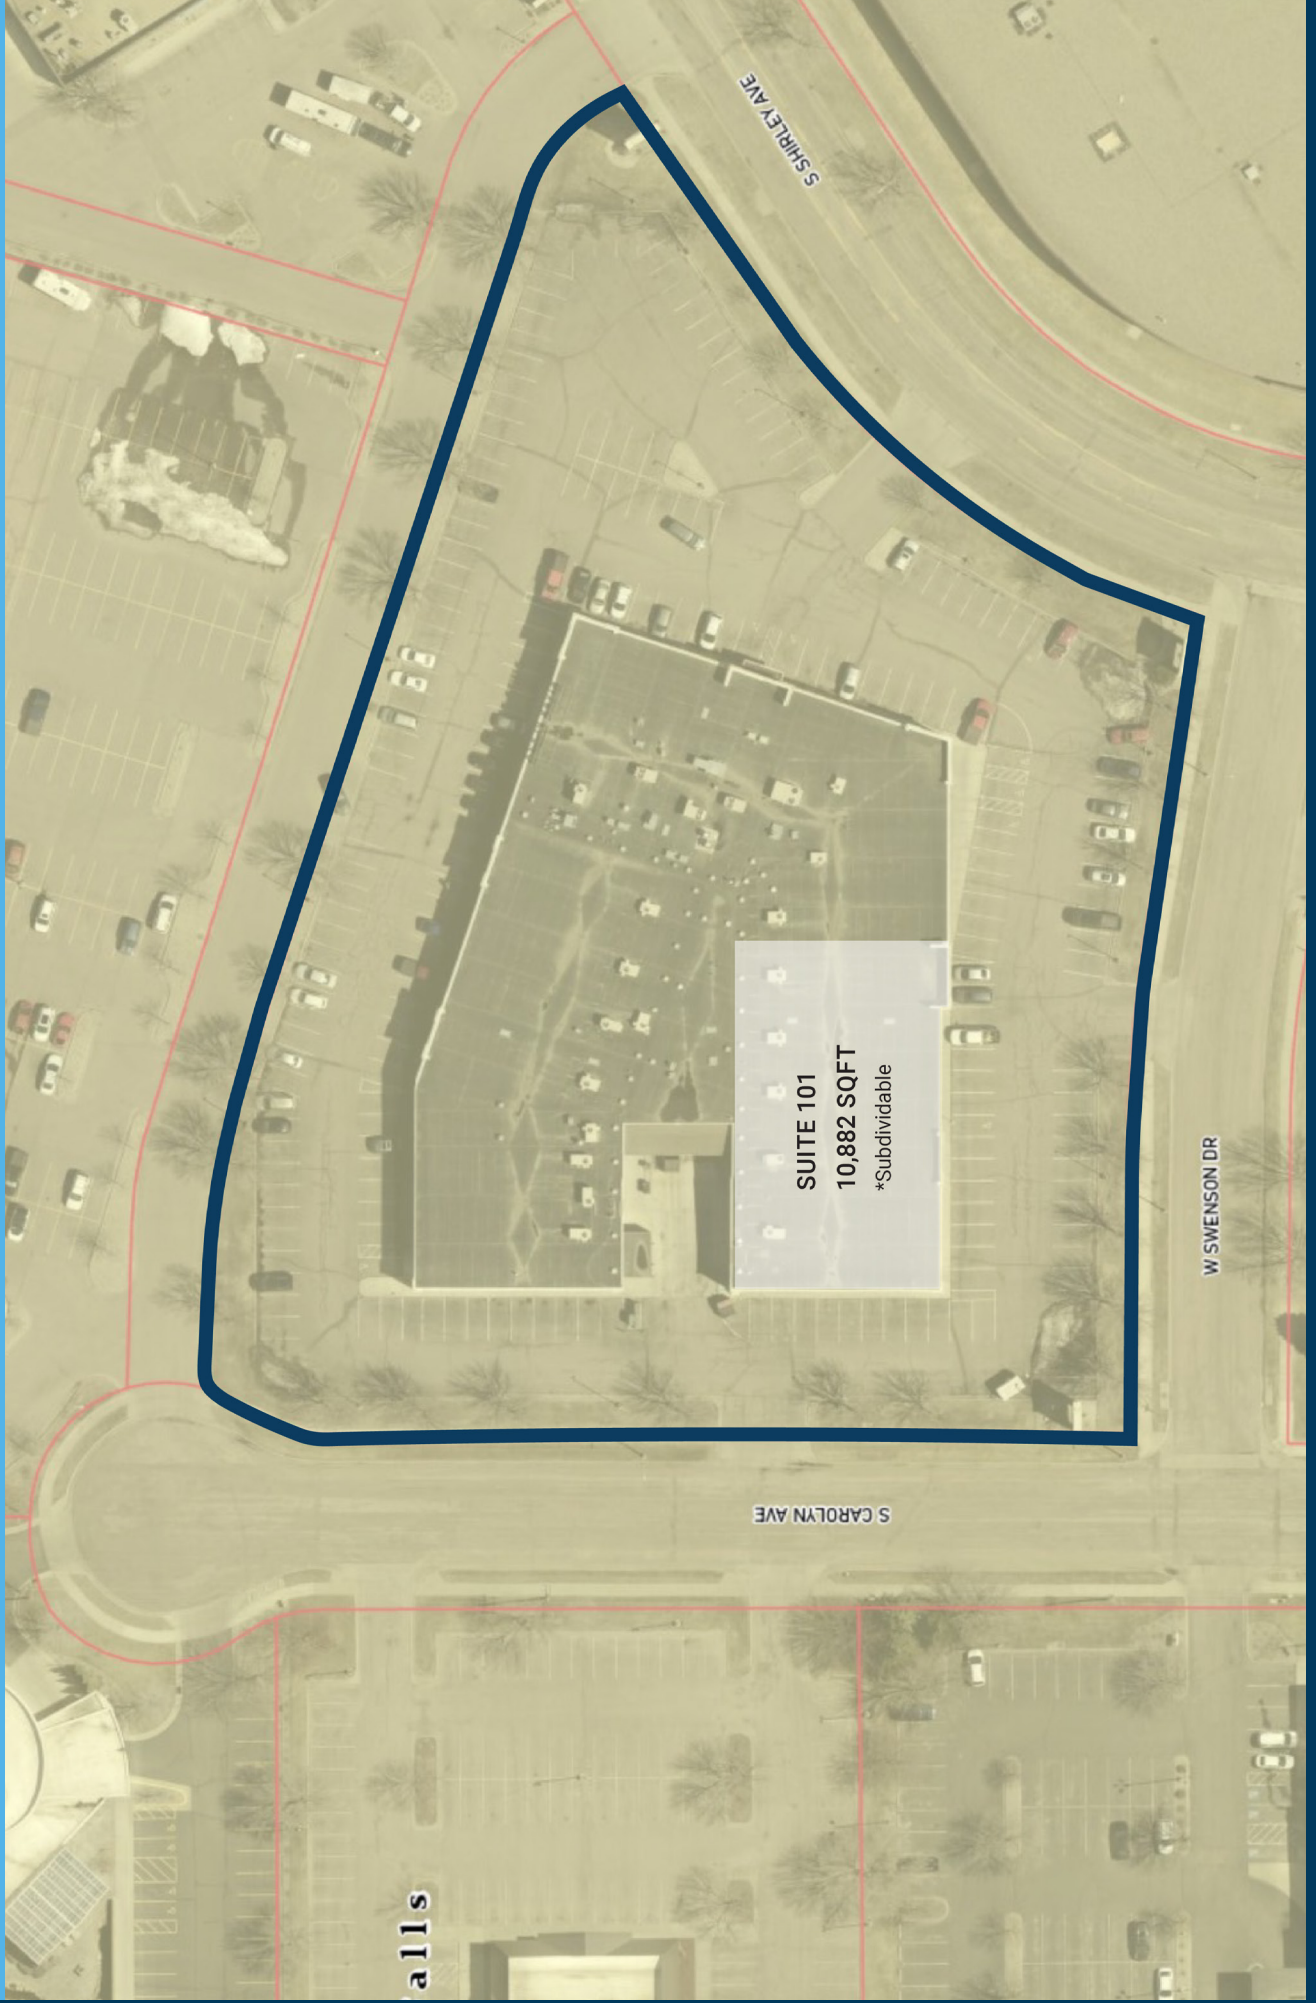 S SHIRLEY AVE
SUITE 101
10,882 SQFT
*Subdividable
W SWENSON DR
S CAROLYN AVE
alls